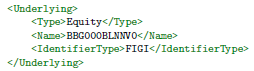 <Underlying>
<Type>Equity</Type>
<Name>BBG000BLNNV0</Name>
<IdentifierType>FIGI</IdentifierType>
</Underlying>